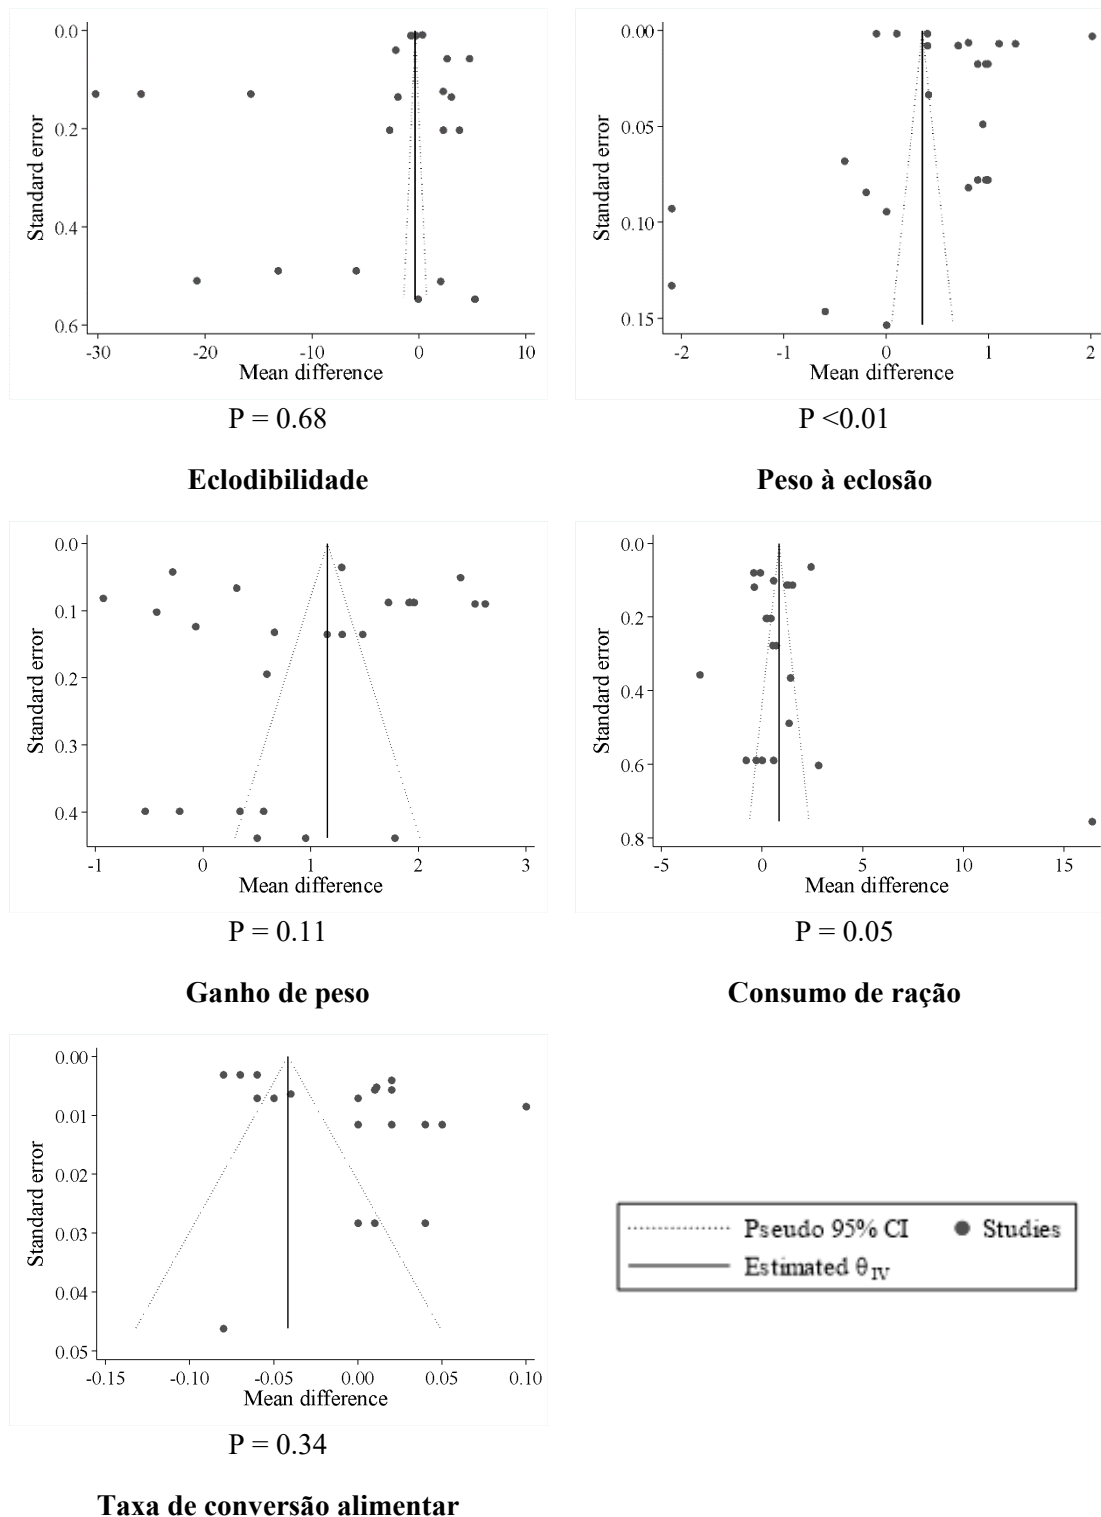 0.0
0.2
0.4
0.6
Standard error
-30
-20
-10
0
10
Mean difference
P = 0.68
Eclodibilidade
0.00
0.05
0.10
0.15
Standard error
-2
-1
0
1
2
Mean difference
P <0.01
Peso à eclosão
0.0
0.1
0.2
0.3
0.4
Standard error
-1
0
1
2
3
Mean difference
P = 0.11
Ganho de peso
0.0
0.2
0.4
0.6
0.8
Standard error
-5
0
5
10
15
Mean difference
P = 0.05
Consumo de ração
0.00
0.01
0.02
0.03
0.04
0.05
Standard error
-0.15
-0.10
-0.05
0.00
0.05
0.10
Mean difference
P = 0.34
Taxa de conversão alimentar
Pseudo 95% CI
Studies
Estimated θIV